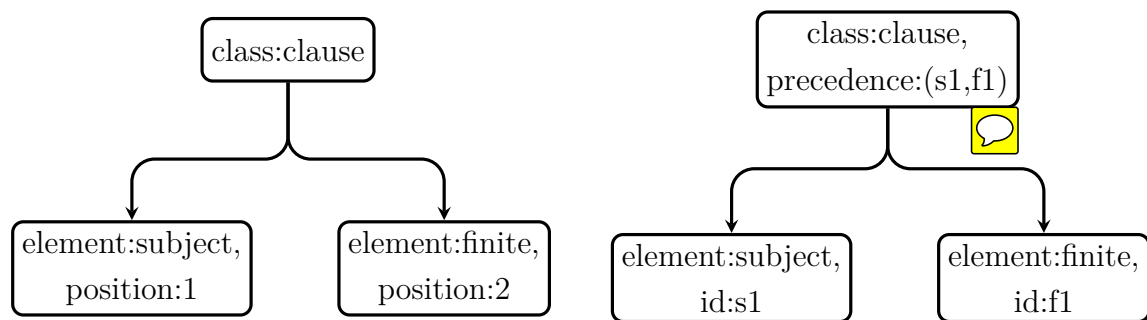 class:clause
element:subject,
position:1
element:finite,
position:2
class:clause,
precedence:(s1,f1)
element:subject,
id:s1
element:finite,
id:f1